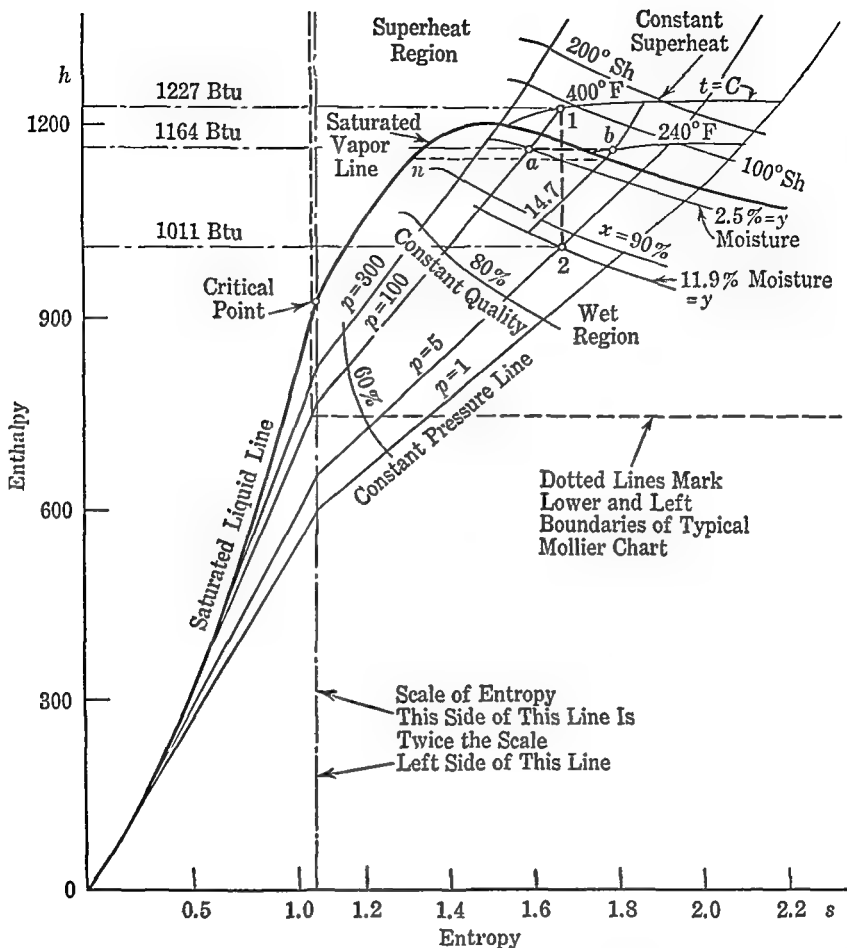 h
1200
900
600
300
0
Enthalpy
1227 Btu
1164 Btu
1011 Btu
Superheat
Region
Constant
Superheat
200° Sh
400°F
t=C
1
Saturated
Vapor
Line
n
a
b
240°F
100° Sh
14.7
2.5%=y
Moisture
x=90%
2
11.9% Moisture
=y
Critical
Point
p=300
p=100
Constant Quality
80%
Wet
Region
60%
p=5
p=1
Constant Pressure Line
Saturated Liquid Line
Dotted Lines Mark
Lower and Left
Boundaries of Typical
Mollier Chart
Scale of Entropy
This Side of This Line Is
Twice the Scale
Left Side of This Line
0.5
1.0
1.2
1.4
1.6
1.8
2.0
2.2
s
Entropy